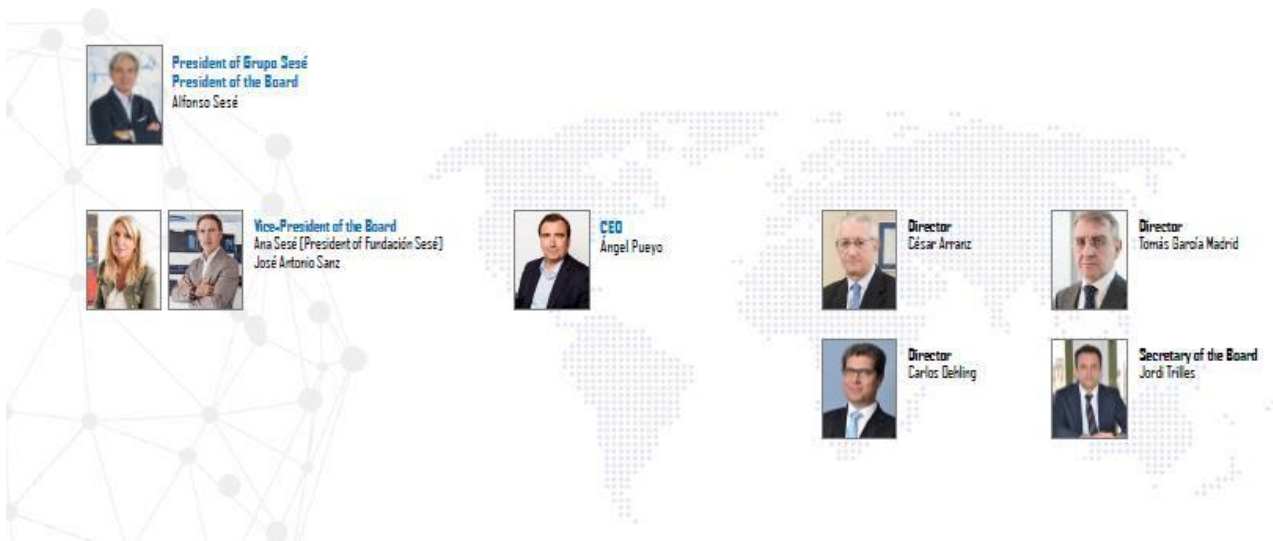 President of Grupo Sesé
President of the Board
Alfonso Sesé
Vice-President of the Board
Ana Sesé [President of Fundación Sesé]
José Antonio Sanz
CEO
Ángel Pueyo
Director
César Arranz
Director
Tomás García Madrid
Director
Carlos Oehling
Secretary of the Board
Jordi Trilles